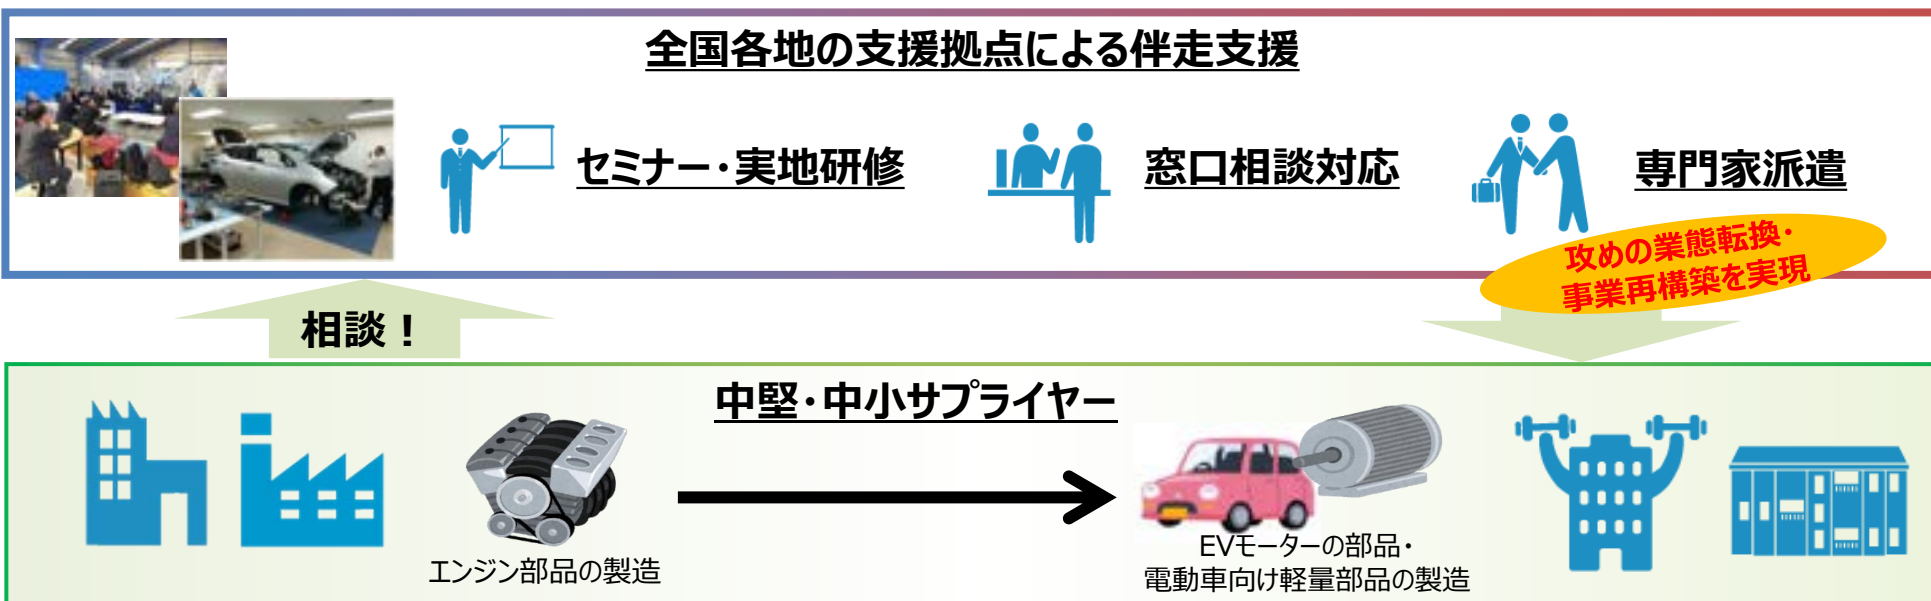 全国各地の支援拠点による伴走支援
セミナー・実地研修
窓口相談対応
専門家派遣
攻めの業態転換・
事業再構築を実現
相談！
中堅・中小サプライヤー
エンジン部品の製造
EVモーターの部品・
電動車向け軽量部品の製造